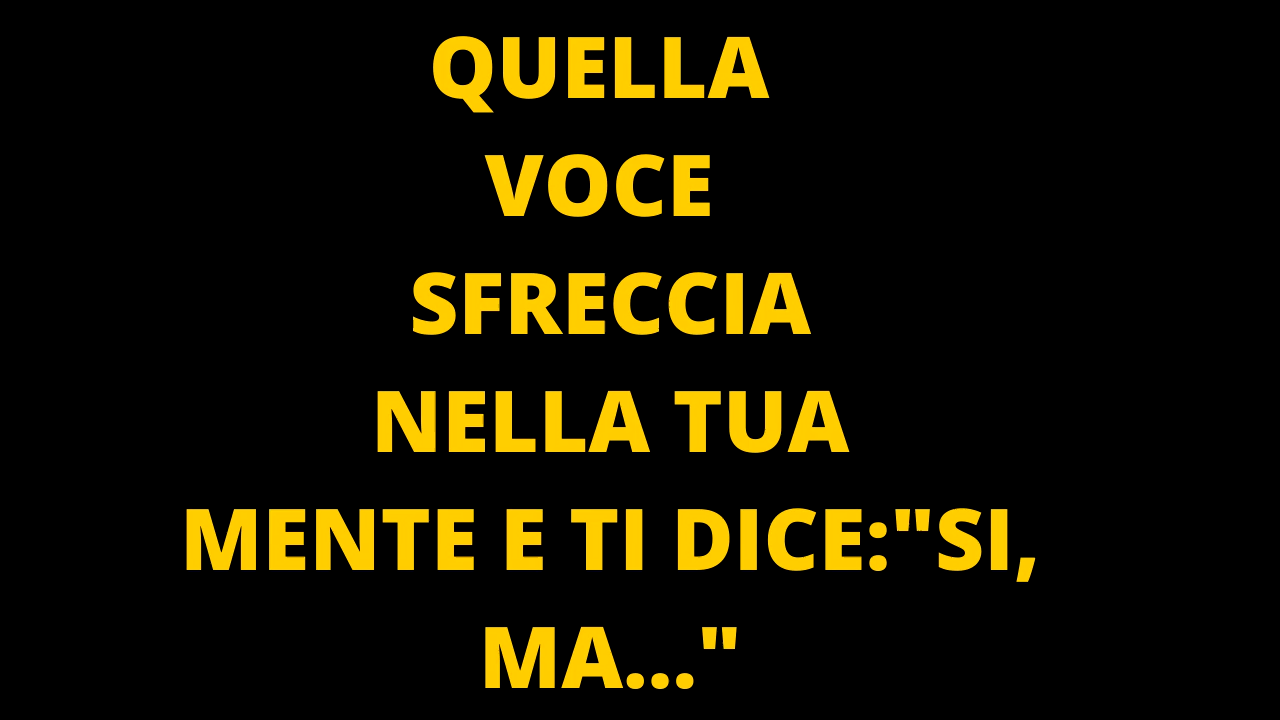 QUELLA
VOCE
SFRECCIA
NELLA TUA
MENTE E TI DICE:"SI,
MA..."